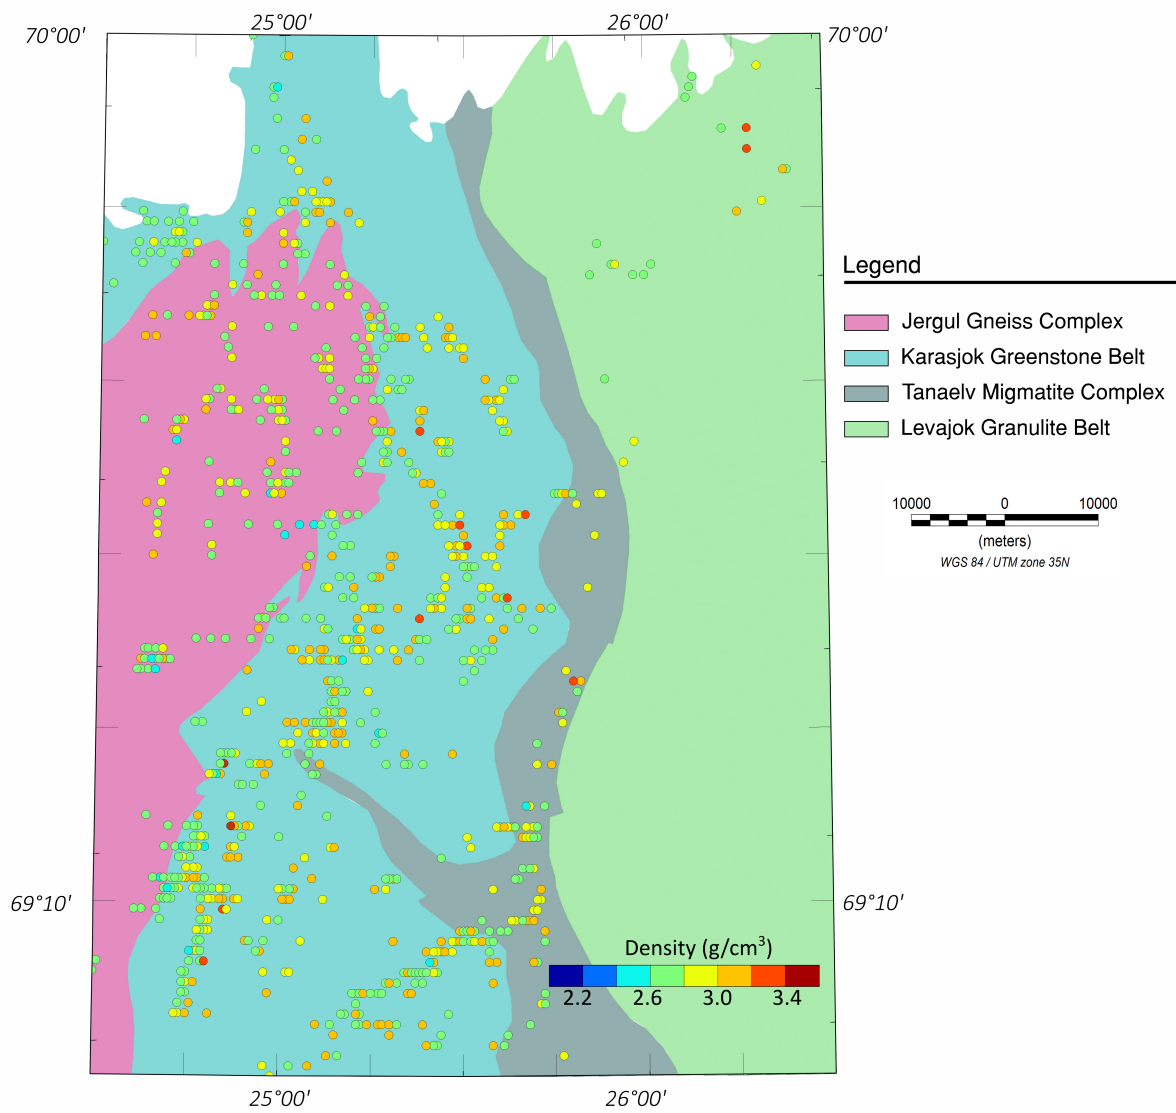 25°00'
26°00'
70°00'
70°00'
Legend
Jergul Gneiss Complex
Karasjok Greenstone Belt
Tanaelv Migmatite Complex
Levajok Granulite Belt
10000 0 10000
(meters)
WGS 84 / UTM zone 35N
69°10'
69°10'
Density (g/cm³)
2.2 2.6 3.0 3.4
25°00'
26°00'